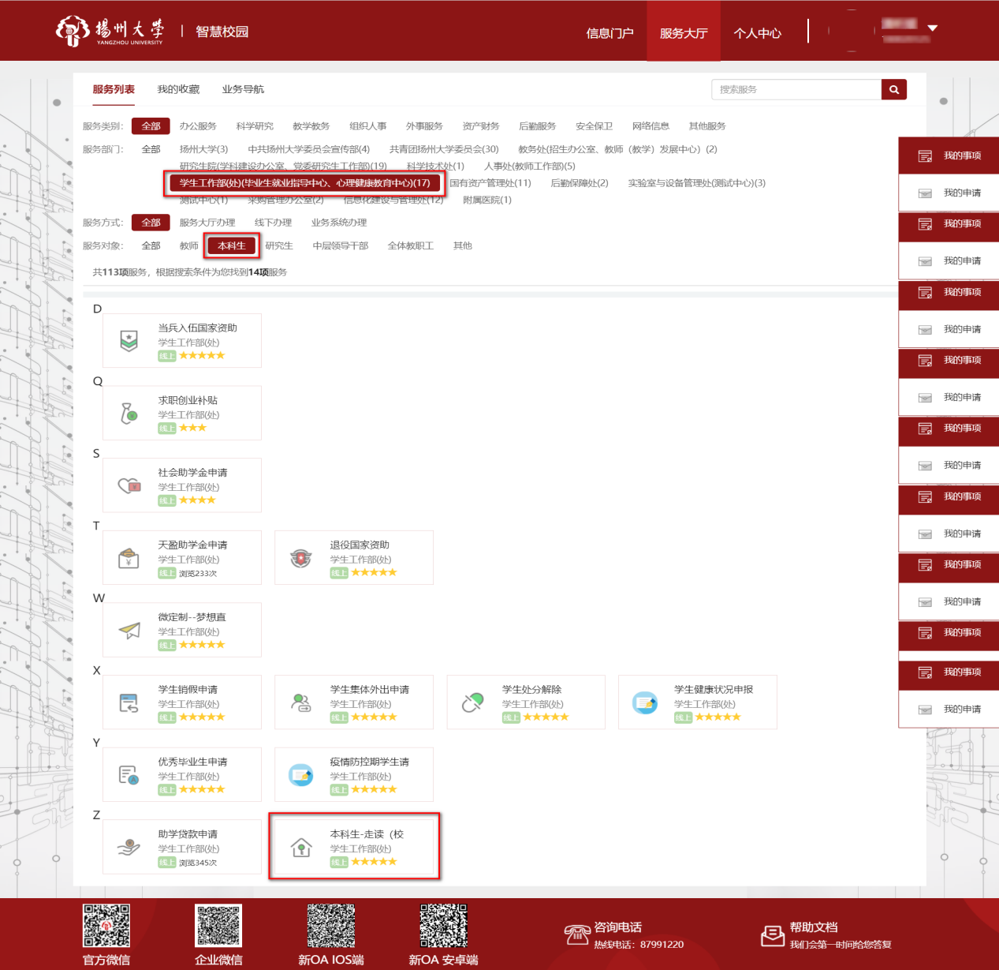 揚州大学
YANGZHOU UNIVERSITY
智慧校园
信息门户 服务大厅 个人中心
服务列表 我的收藏 业务导航
搜索服务
服务类别： 全部 办公服务 科学研究 教学教务 组织人事 外事服务 资产财务 后勤服务 安全保卫 网络信息 其他服务
服务部门： 全部 扬州大学(3) 中共扬州大学委员会宣传部(4) 共青团扬州大学委员会(30) 教务处(招生办公室、教师（教学）发展中心）(2)
研究生院(学科建设办公室、党委研究生工作部)(19) 科学技术处(1) 人事处(教师工作部)(5)
学生工作部(处)(毕业生就业指导中心、心理健康教育中心)(17) 国有资产管理处(11) 后勤保障处(2) 实验室与设备管理处(测试中心)(3)
测试中心(1) 采购管理办公室(2) 信息化建设与管理处(12) 附属医院(1)
服务方式： 全部 服务大厅办理 线下办理 业务系统办理
服务对象： 全部 教师 本科生 研究生 中层领导干部 全体教职工 其他
共113项服务，根据搜索条件为您找到14项服务
D
当兵入伍国家资助
学生工作部(处)
线上
Q
求职创业补贴
学生工作部(处)
线上
S
社会助学金申请
学生工作部(处)
线上
T
天盈助学金申请
学生工作部(处)
线上 浏览233次
退役国家资助
学生工作部(处)
线上
W
微定制--梦想直
学生工作部(处)
线上
X
学生销假申请
学生工作部(处)
线上
学生集体外出申请
学生工作部(处)
线上
学生处分解除
学生工作部(处)
线上
学生健康状况申报
学生工作部(处)
线上
Y
优秀毕业生申请
学生工作部(处)
线上
疫情防控期学生请
学生工作部(处)
线上
Z
助学贷款申请
学生工作部(处)
线上 浏览345次
本科生-走读（校
学生工作部(处)
线上
我的事项
我的申请
我的事项
我的申请
我的事项
我的申请
我的事项
我的申请
我的事项
我的申请
我的事项
我的申请
我的事项
我的申请
我的事项
我的事项
我的申请
官方微信
企业微信
新OA IOS端
新OA 安卓端
咨询电话
热线电话：87991220
帮助文档
我们会第一时间给您答复